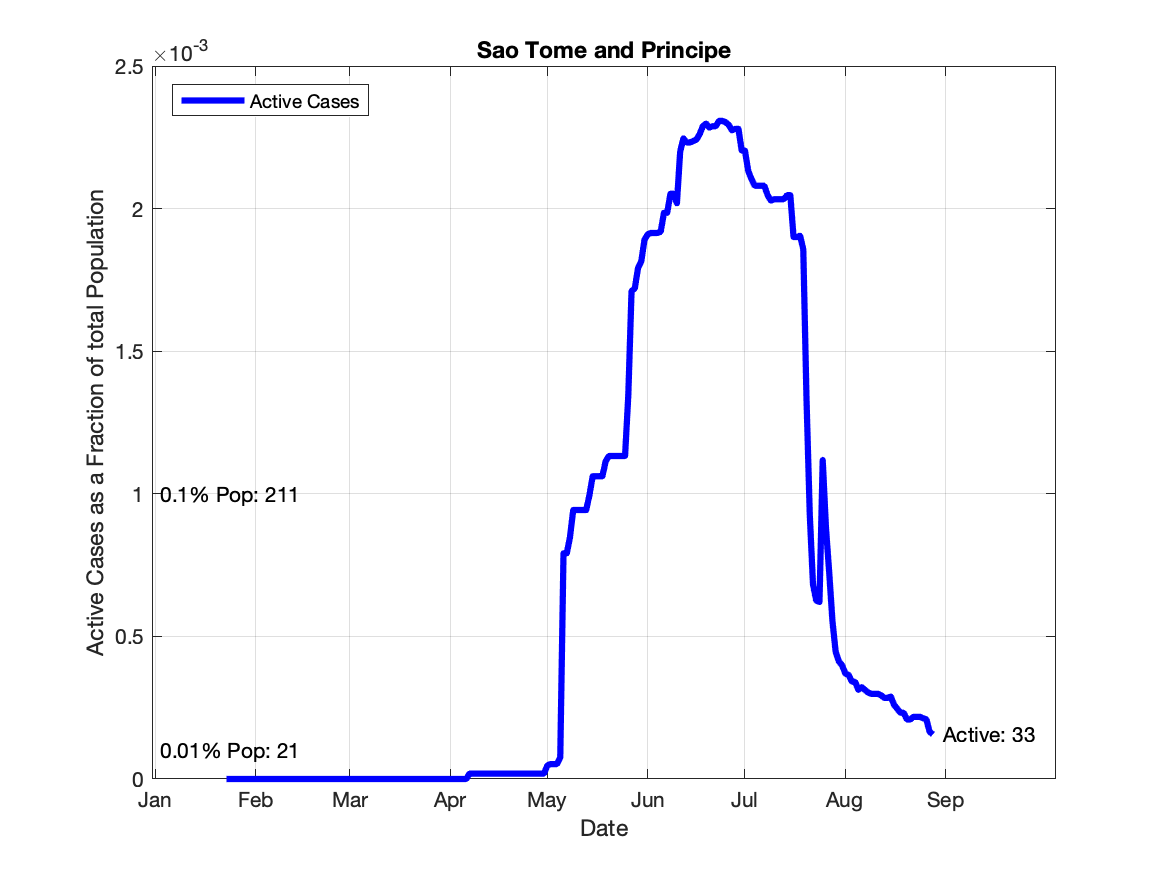 Sao Tome and Principe
×10-3
Active Cases
Active Cases as a Fraction of total Population
2.5
2
1.5
1
0.5
0
0.1% Pop: 211
0.01% Pop: 21
Active: 33
Jan Feb Mar Apr May Jun Jul Aug Sep
Date